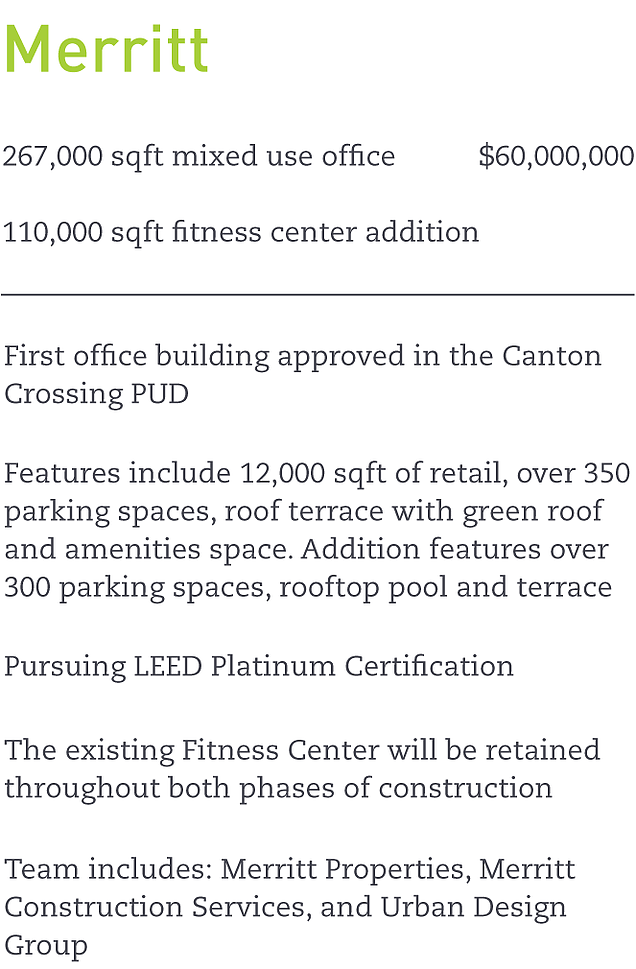 Merritt
267,000 sqft mixed use office $60,000,000
110,000 sqft fitness center addition
First office building approved in the Canton
Crossing PUD
Features include 12,000 sqft of retail, over 350
parking spaces, roof terrace with green roof
and amenities space. Addition features over
300 parking spaces, rooftop pool and terrace
Pursuing LEED Platinum Certification
The existing Fitness Center will be retained
throughout both phases of construction
Team includes: Merritt Properties, Merritt
Construction Services, and Urban Design
Group